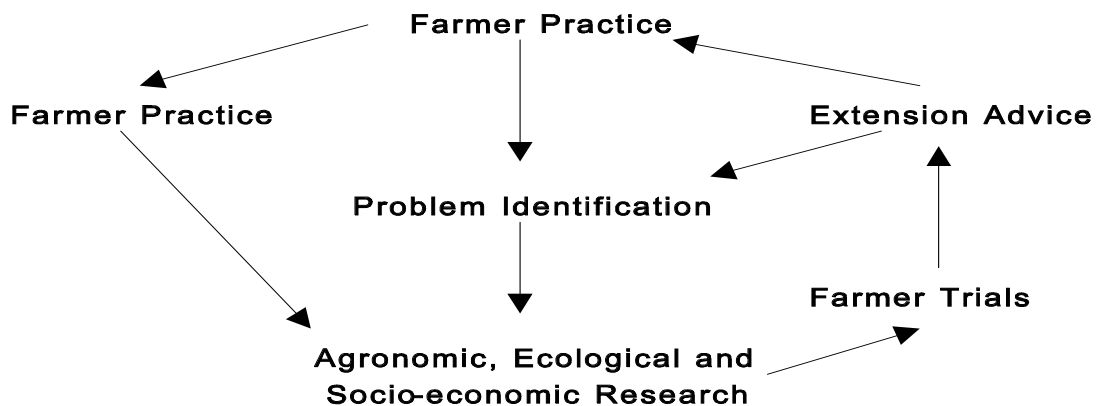 Farmer Practice
Farmer Practice
Extension Advice
Problem Identification
Farmer Trials
Agronomic, Ecological and
Socio-economic Research